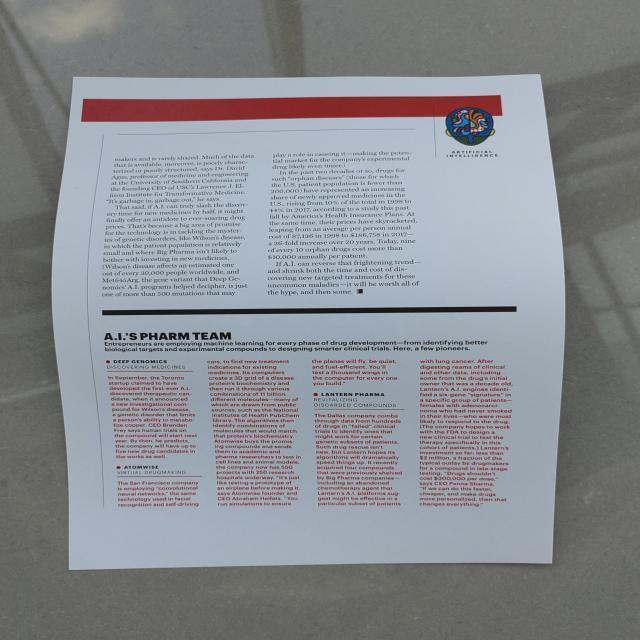 ARTIFICIAL
INTELLIGENCE
makers and is rarely shared. Much of the data
that is available, moreover, is poorly charac-
terized or poorly structured, says Dr. David
Agus, professor of medicine and engineering
at the University of Southern California and
the founding CEO of USC's Lawrence J. El-
lison Institute for Transformative Medicine.
"It's garbage in, garbage out," he says.
That said, if A.I. can truly slash the discov-
ery time for new medicines by half, it might
finally offer an antidote to ever-soaring drug
prices. That's because a big area of promise
for the technology is in tackling the myster-
ies of genetic disorders, like Wilson's disease,
in which the patient population is relatively
small and where Big Pharma isn't likely to
bother with investing in new medicines.
(Wilson's disease affects an estimated one
out of every 30,000 people worldwide, and
Met645Arg, the gene variant that Deep Ge-
nomics' A.I. programs helped decipher, is just
one of more than 500 mutations that may
play a role in causing it—making the poten-
tial market for the company's experimental
drug likely even tinier.)
In the past two decades or so, drugs for
such "orphan diseases" (those for which
the U.S. patient population is fewer than
200,000) have represented an increasing
share of newly approved medicines in the
U.S., rising from 10% of the total in 1998 to
44% in 2017, according to a study this past
fall by America's Health Insurance Plans. At
the same time, their prices have skyrocketed,
leaping from an average per person annual
cost of $7,136 in 1998 to $186,758 in 2017—
a 26-fold increase over 20 years. Today, nine
of every 10 orphan drugs cost more than
$10,000 annually per patient.
If A.I. can reverse that frightening trend—
and shrink both the time and cost of dis-
covering new targeted treatments for these
uncommon maladies—it will be worth all of
the hype, and then some.
A.I.'S PHARM TEAM
Entrepreneurs are employing machine learning for every phase of drug development—from identifying better
biological targets and experimental compounds to designing smarter clinical trials. Here, a few pioneers.
DEEP GENOMICS
DISCOVERING MEDICINES
In September, the Toronto
startup claimed to have
developed the first-ever A.I.-
discovered therapeutic can-
didate, when it announced
a new investigational com-
pound for Wilson's disease,
a genetic disorder that limits
a person's ability to metabo-
lize copper. CEO Brendan
Frey says human trials on
the compound will start next
year. By then, he predicts,
the company will have up to
five new drug candidates in
the works as well.
ATOMWISE
VIRTUAL DRUGMAKING
The San Francisco company
is employing "convolutional
neural networks," the same
technology used in facial
recognition and self-driving
cars, to find new treatment
indications for existing
medicines. Its computers
create a 3D grid of a disease
protein's biochemistry and
then run it through various
combinations of 11 billion
different molecules—many of
which are drawn from public
sources, such as the National
Institute of Health PubChem
library. The algorithms then
identify combinations of
molecules that would match
that protein's biochemistry.
Atomwise buys the promis-
ing compounds and sends
them to academic and
pharma researchers to test in
cell lines and animal models,
the company now has 550
projects with 250 research
hospitals underway. "It's just
like testing a prototype of
an airplane before making it,
says Atomwise founder and
CEO Abraham Heifets. "You
run simulations to ensure
the planes will fly, be quiet,
and fuel-efficient. You'll
test a thousand wings in
the computer for every one
you build."
LANTERN PHARMA
REVITALIZING
DISCARDED COMPOUNDS
The Dallas company combs
through data from hundreds
of drugs in "failed" clinical
trials to identify ones that
might work for certain
genetic subsets of patients.
Such drug rescue isn't
new, but Lantern hopes its
algorithms will dramatically
speed things up. It recently
acquired four compounds
that were previously shelved
by Big Pharma companies—
including an abandoned
chemotherapy agent that
Lantern's A.I. platforms sug-
gest might be effective in a
particular subset of patients
with lung cancer. After
digesting reams of clinical
and other data, including
some from the drug's initial
owner that was a decade old,
Lantern's A.I. engines identi-
fied a six-gene "signature" in
a specific group of patients—
females with adenocarci-
noma who had never smoked
in their lives—who were most
likely to respond to the drug.
(The company hopes to work
with the FDA to design a
new clinical trial to test the
therapy specifically in this
cohort of patients.) Lantern's
investment so far: less than
$2 million, a fraction of the
typical outlay by drugmakers
for a compound in late stage
testing. "Drugs shouldn't
cost $300,000 per dose,"
says CEO Panna Sharma.
"If we can do this faster,
cheaper, and make drugs
more personalized, then that
changes everything."